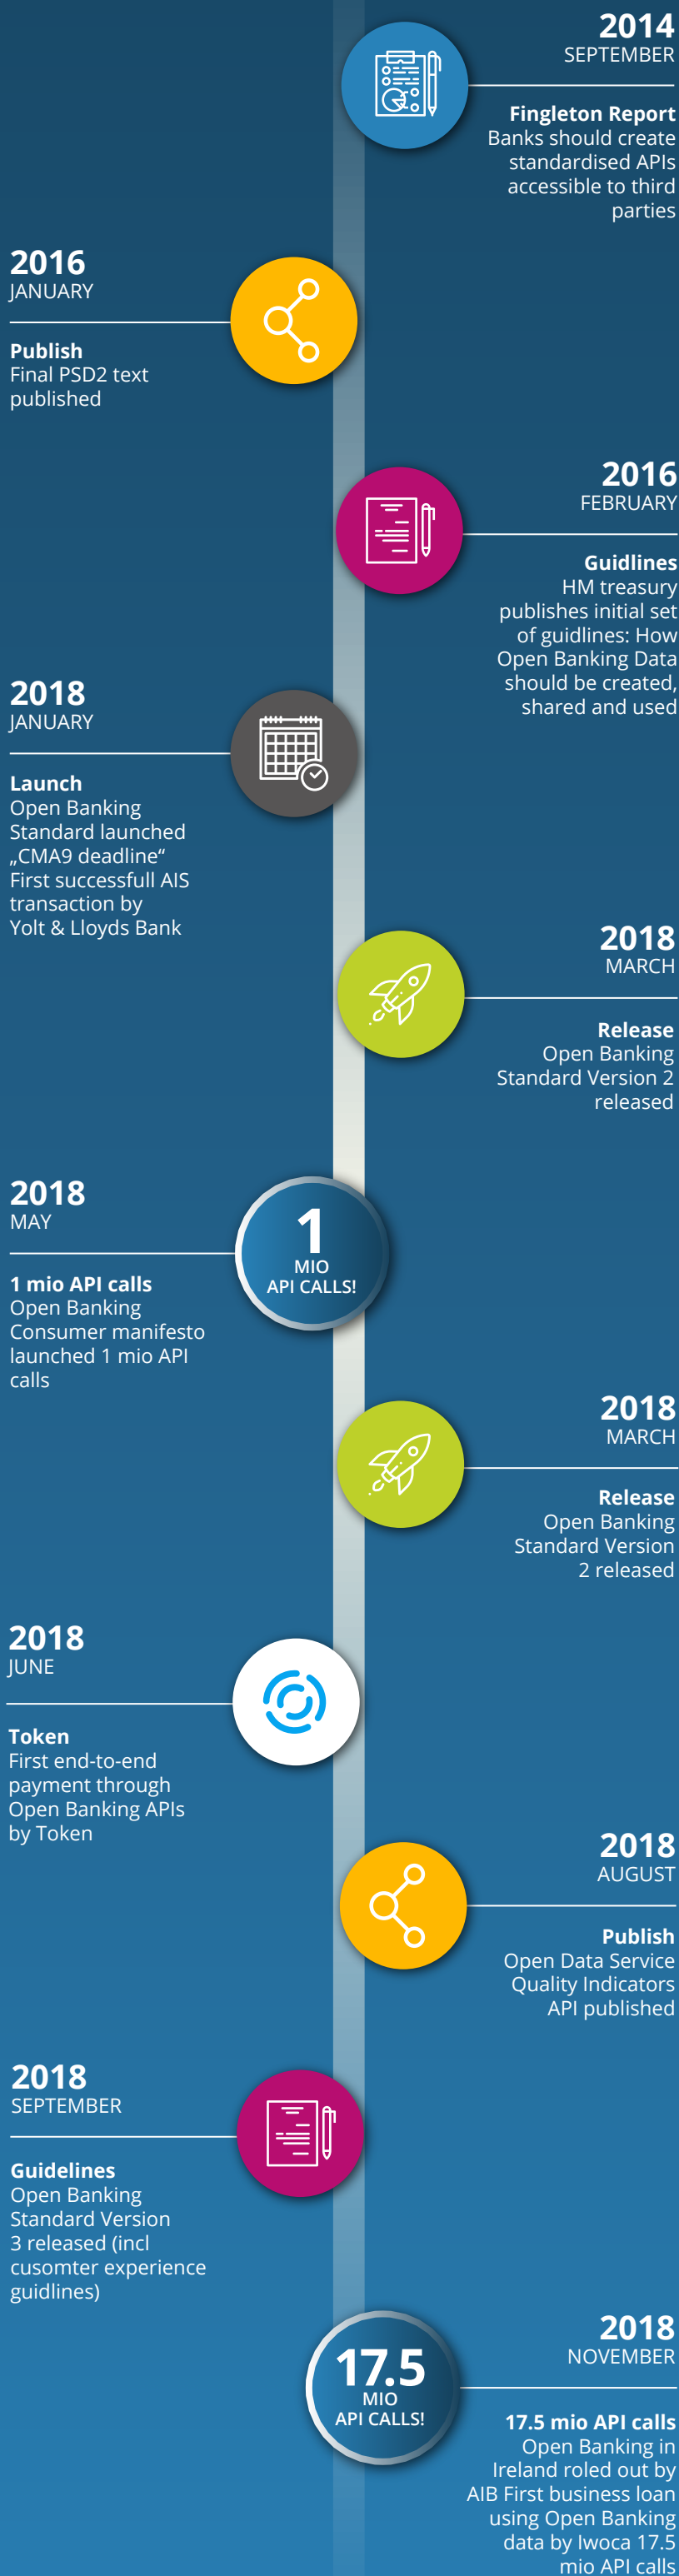 2014
SEPTEMBER
Fingleton Report
Banks should create
standardised APIs
accessible to third
parties
2016
JANUARY
Publish
Final PSD2 text
published
2016
FEBRUARY
Guidlines
HM treasury
publishes initial set
of guidlines: How
Open Banking Data
should be created,
shared and used
2018
JANUARY
Launch
Open Banking
Standard launched
„CMA9 deadline“
First successfull AIS
transaction by
Yolt & Lloyds Bank
2018
MARCH
Release
Open Banking
Standard Version 2
released
2018
MAY
1 mio API calls
Open Banking
Consumer manifesto
launched 1 mio API
calls
1
MIO
API CALLS!
2018
MARCH
Release
Open Banking
Standard Version
2 released
2018
JUNE
Token
First end-to-end
payment through
Open Banking APIs
by Token
2018
AUGUST
Publish
Open Data Service
Quality Indicators
API published
2018
SEPTEMBER
Guidelines
Open Banking
Standard Version
3 released (incl
cusomter experience
guidlines)
17.5
MIO
API CALLS!
2018
NOVEMBER
17.5 mio API calls
Open Banking in
Ireland roled out by
AIB First business loan
using Open Banking
data by Iwoca 17.5
mio API calls